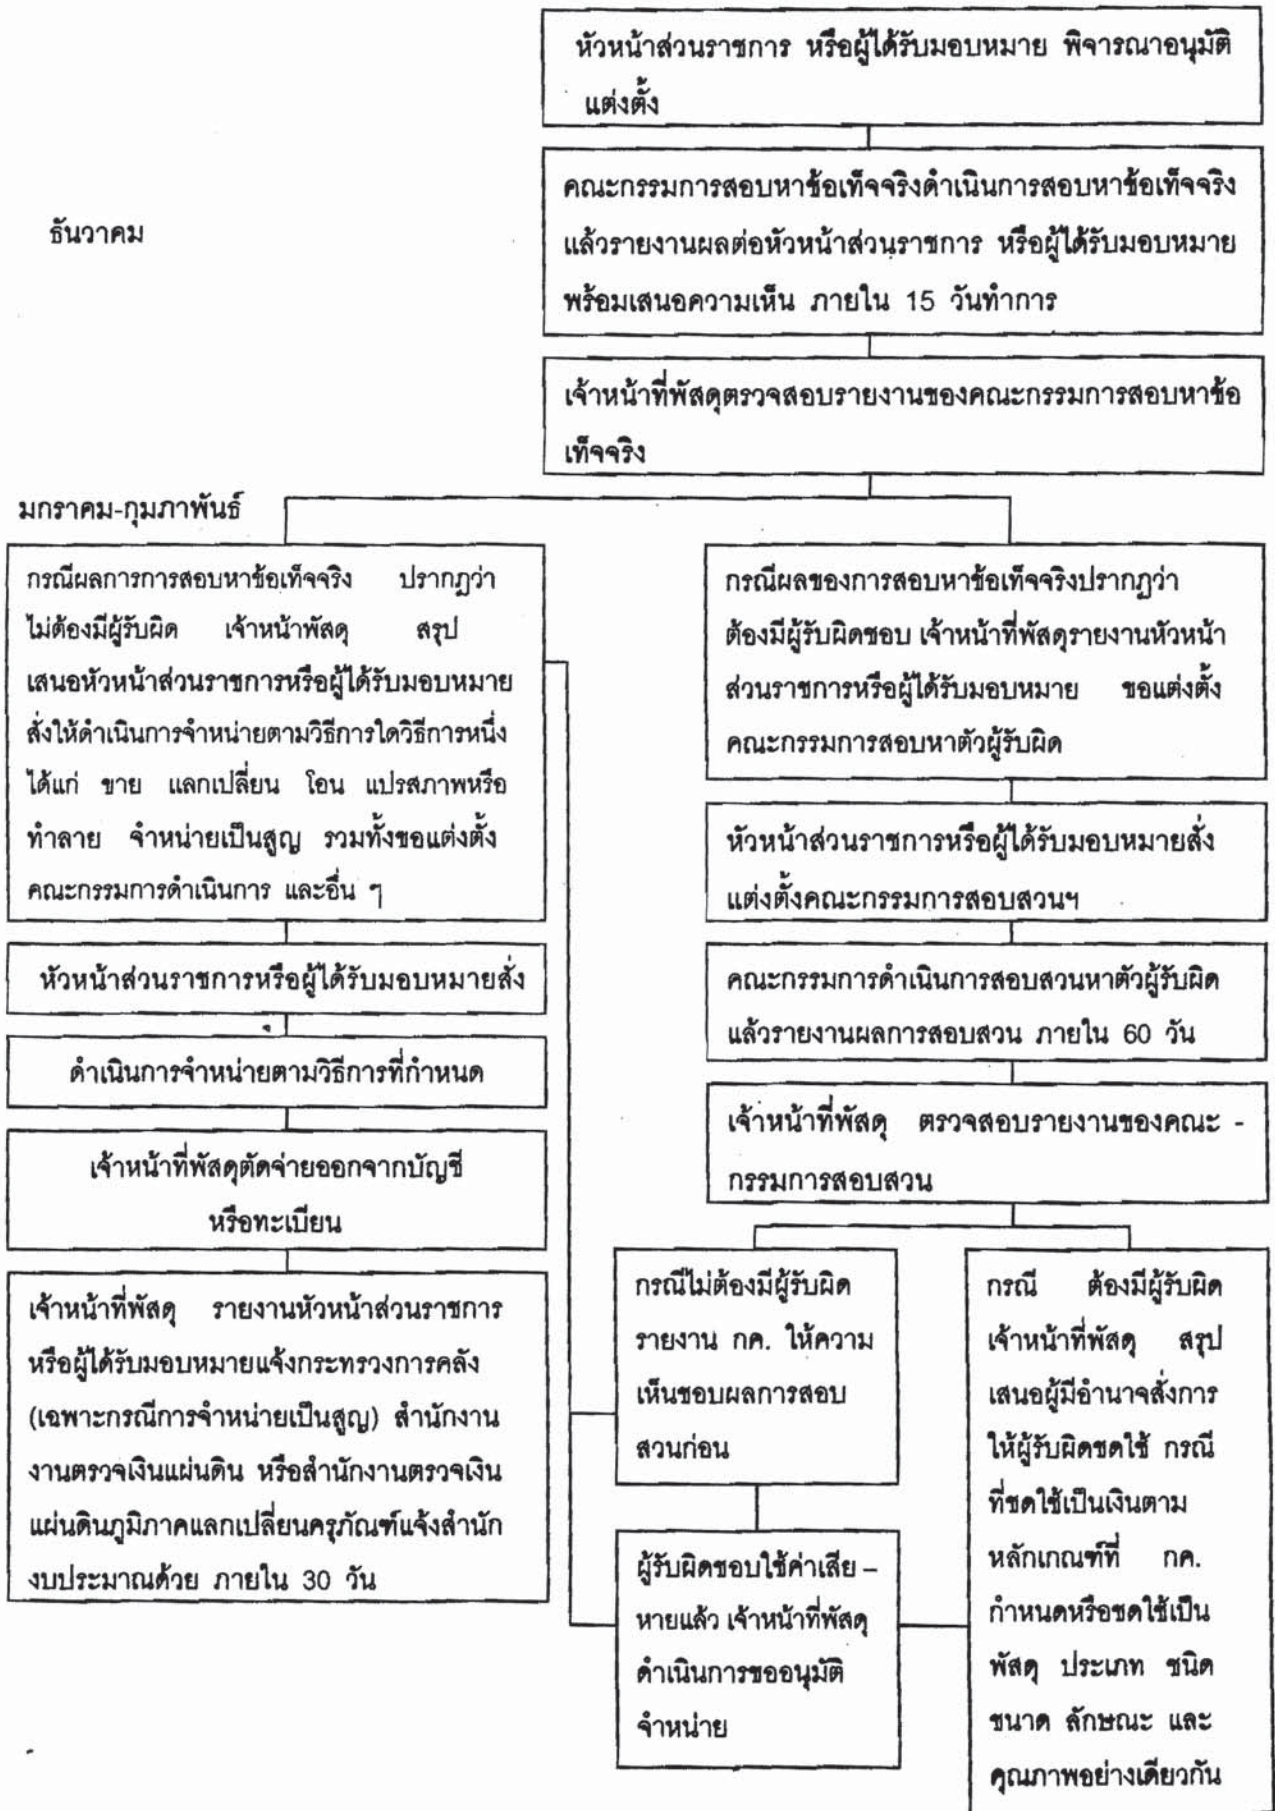 หัวหน้าส่วนราชการ หรือผู้ได้รับมอบหมาย พิจารณาอนุมัติ
แต่งตั้ง
ธันวาคม
คณะกรรมการสอบหาข้อเท็จจริงดำเนินการสอบหาข้อเท็จจริง
แล้วรายงานผลต่อหัวหน้าส่วนราชการ หรือผู้ได้รับมอบหมาย
พร้อมเสนอความเห็น ภายใน 15 วันทำการ
เจ้าหน้าที่พัสดุตรวจสอบรายงานของคณะกรรมการสอบหาข้อ
เท็จจริง
มกราคม-กุมภาพันธ์
กรณีผลการการสอบหาข้อเท็จจริง ปรากฏว่า
ไม่ต้องมีผู้รับผิด เจ้าหน้าพัสดุ สรุป
เสนอหัวหน้าส่วนราชการหรือผู้ได้รับมอบหมาย
สั่งให้ดำเนินการจำหน่ายตามวิธีการใดวิธีการหนึ่ง
ได้แก่ ขาย แลกเปลี่ยน โอน แปรสภาพหรือ
ทำลาย จำหน่ายเป็นสูญ รวมทั้งขอแต่งตั้ง
คณะกรรมการดำเนินการ และอื่น ๆ
หัวหน้าส่วนราชการหรือผู้ได้รับมอบหมายสั่ง
ดำเนินการจำหน่ายตามวิธีการที่กำหนด
เจ้าหน้าที่พัสดุตัดจ่ายออกจากบัญชี
หรือทะเบียน
เจ้าหน้าที่พัสดุ รายงานหัวหน้าส่วนราชการ
หรือผู้ได้รับมอบหมายแจ้งกระทรวงการคลัง
(เฉพาะกรณีการจำหน่ายเป็นสูญ) สำนักงาน
งานตรวจเงินแผ่นดิน หรือสำนักงานตรวจเงิน
แผ่นดินภูมิภาคแลกเปลี่ยนครุภัณฑ์แจ้งสำนัก
งบประมาณด้วย ภายใน 30 วัน
กรณีผลของการสอบหาข้อเท็จจริงปรากฏว่า
ต้องมีผู้รับผิดชอบ เจ้าหน้าที่พัสดุรายงานหัวหน้า
ส่วนราชการหรือผู้ได้รับมอบหมาย ขอแต่งตั้ง
คณะกรรมการสอบหาตัวผู้รับผิด
หัวหน้าส่วนราชการหรือผู้ได้รับมอบหมายสั่ง
แต่งตั้งคณะกรรมการสอบสวนฯ
คณะกรรมการดำเนินการสอบสวนหาตัวผู้รับผิด
แล้วรายงานผลการสอบสวน ภายใน 60 วัน
เจ้าหน้าที่พัสดุ ตรวจสอบรายงานของคณะ -
กรรมการสอบสวน
กรณีไม่ต้องมีผู้รับผิด
รายงาน กค. ให้ความ
เห็นชอบผลการสอบ
สวนก่อน
ผู้รับผิดชอบใช้ค่าเสีย –
หายแล้ว เจ้าหน้าที่พัสดุ
ดำเนินการขออนุมัติ
จำหน่าย
กรณี ต้องมีผู้รับผิด
เจ้าหน้าที่พัสดุ สรุป
เสนอผู้มีอำนาจสั่งการ
ให้ผู้รับผิดชดใช้ กรณี
ที่ชดใช้เป็นเงินตาม
หลักเกณฑ์ที่ กค.
กำหนดหรือชดใช้เป็น
พัสดุ ประเภท ชนิด
ขนาด ลักษณะ และ
คุณภาพอย่างเดียวกัน